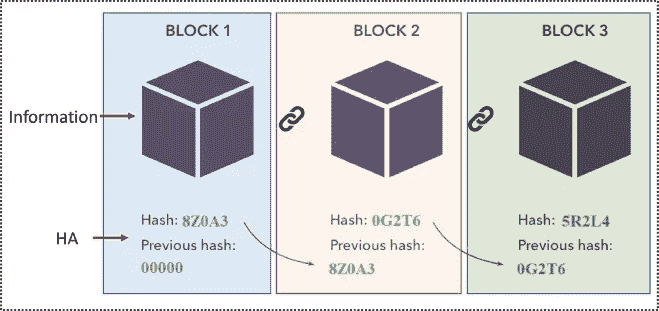 BLOCK 1
BLOCK 2
BLOCK 3
Information
HA
Hash: 8Z0A3
Previous hash:
00000
Hash: 0G2T6
Previous hash:
8Z0A3
Hash: 5R2L4
Previous hash:
0G2T6